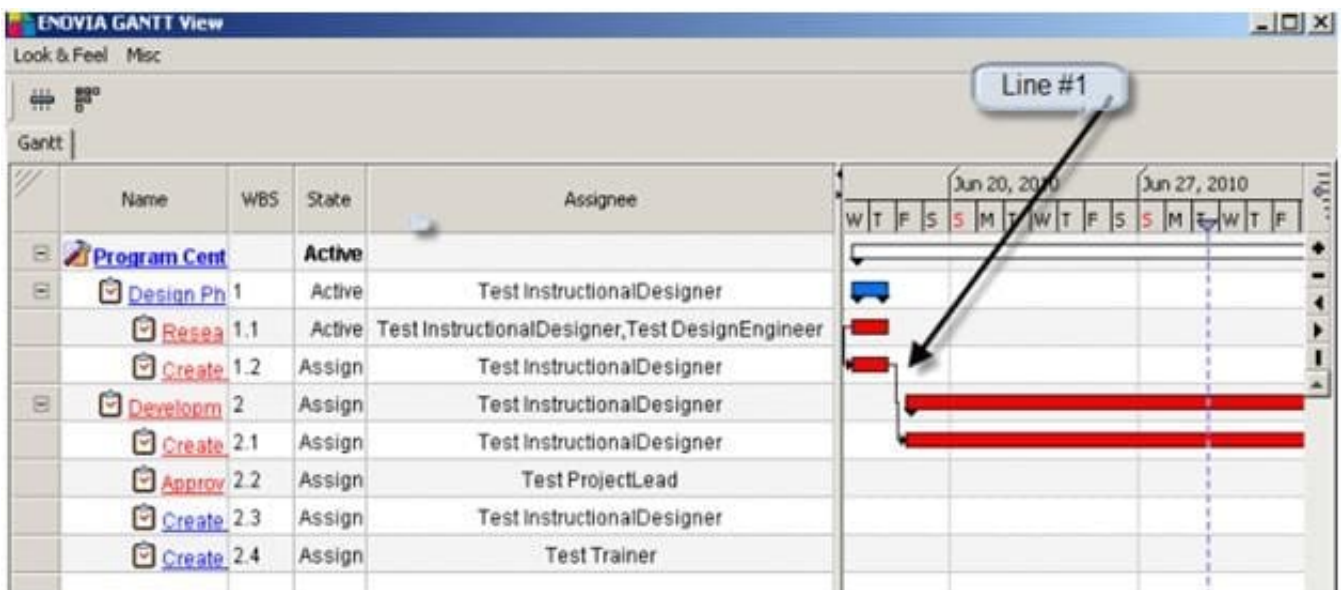 ENOVIA GANTT View
Look & Feel Misc
Line #1
Gantt
Name WBS State Assignee Jun 20, 2010 Jun 27, 2010
W T F S S M T W T F S S M T W T F
Program Cent Active
Design Ph 1 Active Test InstructionalDesigner
Resea 1.1 Active Test InstructionalDesigner,Test DesignEngineer
Create 1.2 Assign Test InstructionalDesigner
Developm 2 Assign Test InstructionalDesigner
Create 2.1 Assign Test InstructionalDesigner
Approv 2.2 Assign Test ProjectLead
Create 2.3 Assign Test InstructionalDesigner
Create 2.4 Assign Test Trainer